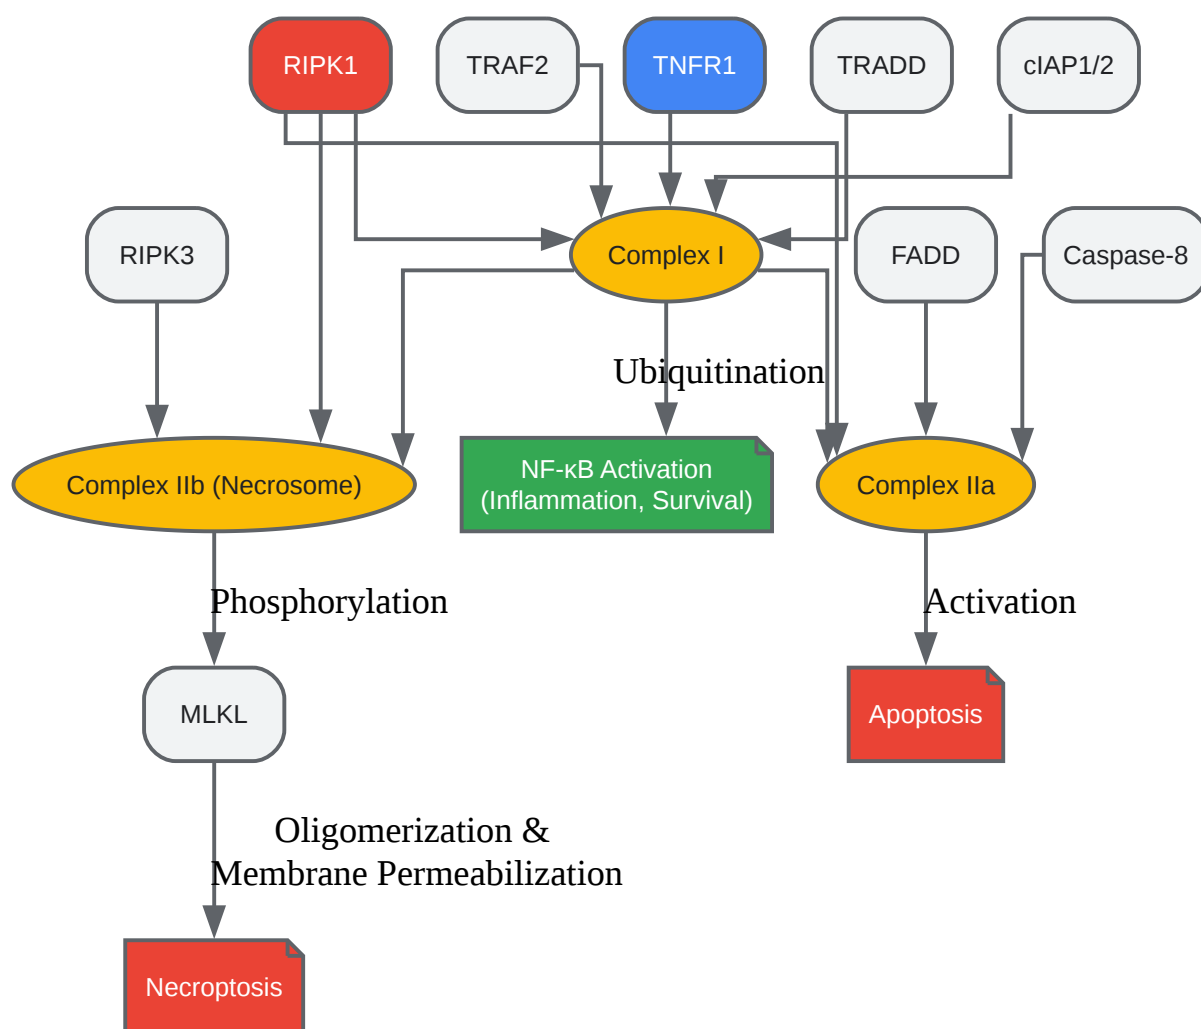 RIPK1
TRAF2
TNFR1
TRADD
cIAP1/2
RIPK3
Complex I
FADD
Caspase-8
Ubiquitination
Complex IIb (Necrosome)
NF-κB Activation
(Inflammation, Survival)
Complex IIa
Phosphorylation
Activation
MLKL
Apoptosis
Oligomerization &
Membrane Permeabilization
Necroptosis